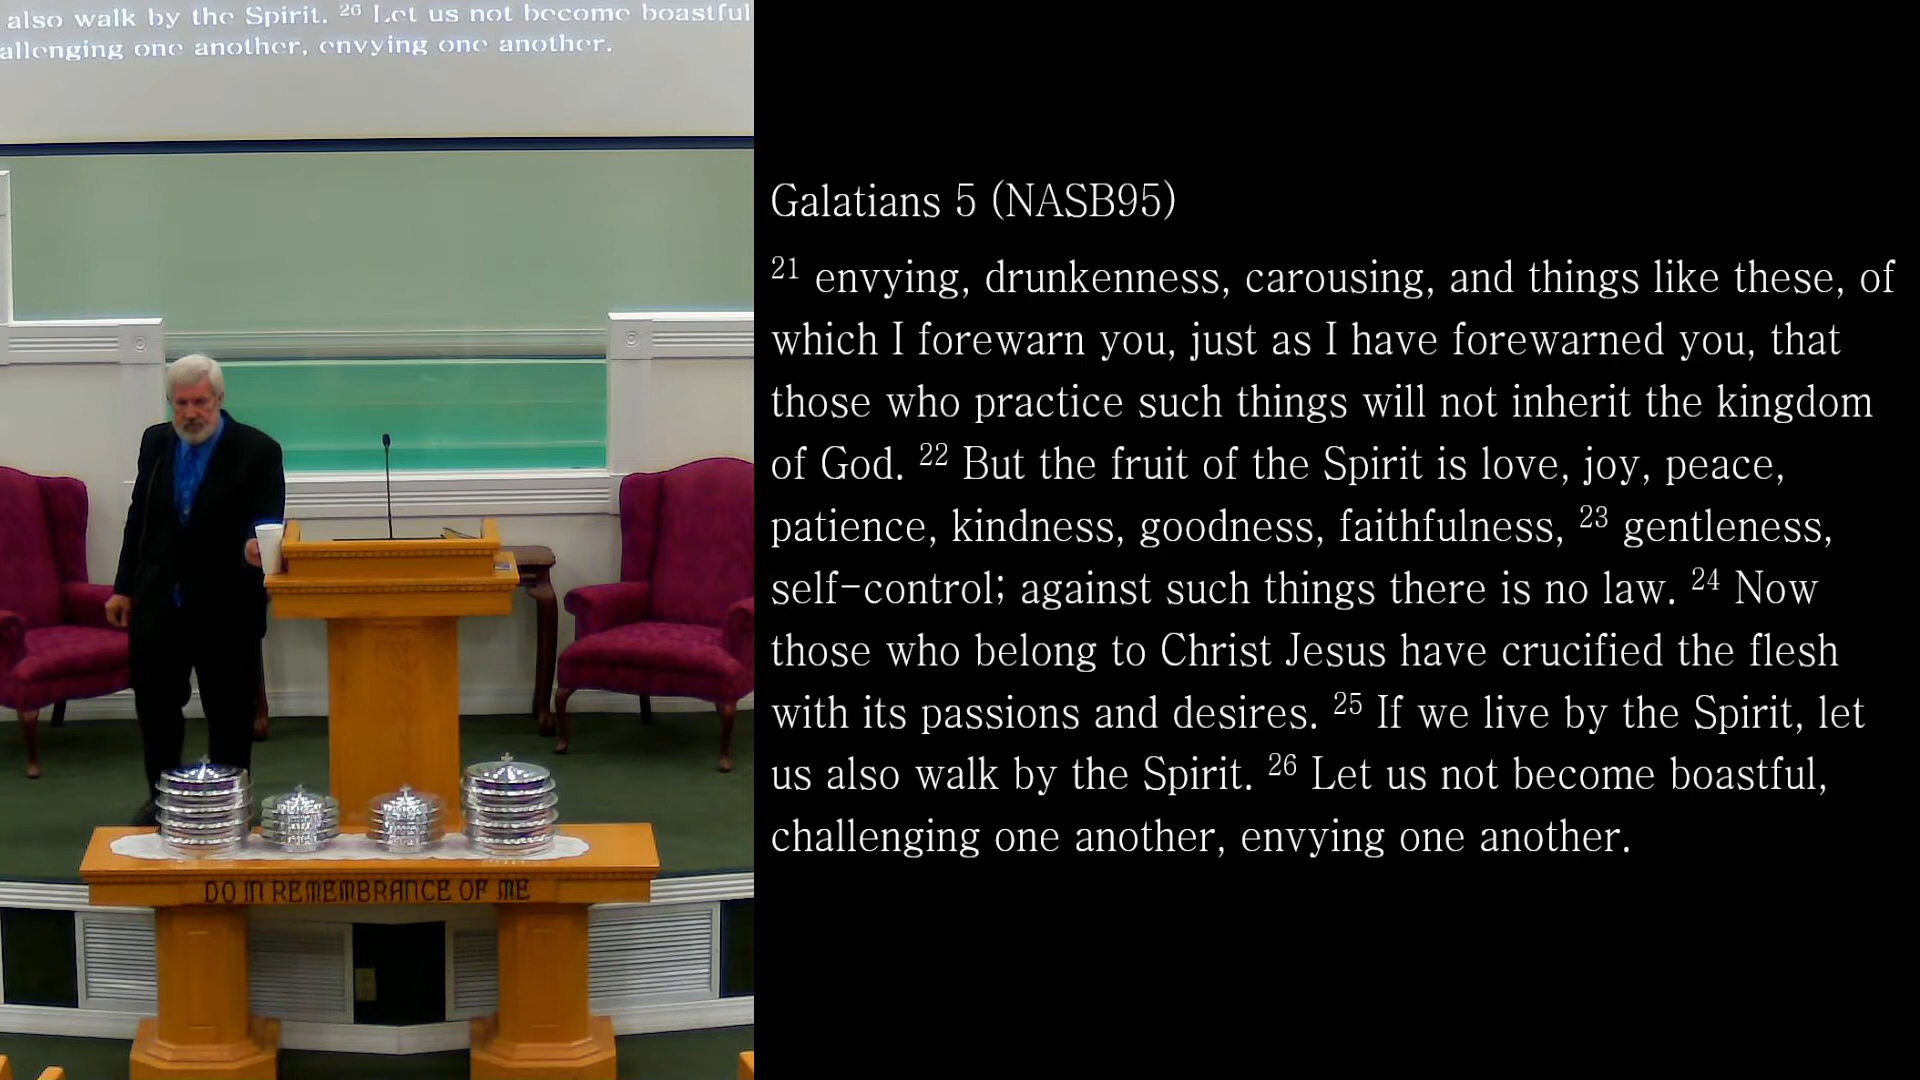 also walk by the Spirit. 26 Let us not become boastful
allenging one another, envying one another.
DO IN REMEMBRANCE OF ME
Galatians 5 (NASB95)
21 envying, drunkenness, carousing, and things like these, of
which I forewarn you, just as I have forewarned you, that
those who practice such things will not inherit the kingdom
of God. 22 But the fruit of the Spirit is love, joy, peace,
patience, kindness, goodness, faithfulness, 23 gentleness,
self-control; against such things there is no law. 24 Now
those who belong to Christ Jesus have crucified the flesh
with its passions and desires. 25 If we live by the Spirit, let
us also walk by the Spirit. 26 Let us not become boastful,
challenging one another, envying one another.